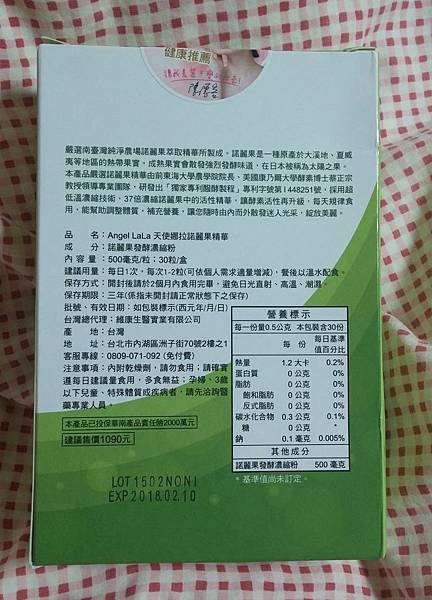 健康推薦
嚴選南臺灣純淨農場諾麗果萃取精華所製成。諾麗果是一種原產於大溪地、夏威
夷等地區的熱帶果實，成熟果實會散發強烈發酵味道，在日本被稱為太陽之果。
本產品嚴選諾麗果精華由前東海大學農學院院長、美國康乃爾大學酵素博士蔡正宗
教授領導專業團隊，研發出「獨家專利醱酵製程」專利字號第I 448251號，採用超
低溫濃縮技術，37倍濃縮諾麗果中的活性精華，讓酵素活性再升級，每天規律食
用，能幫助調整體質，補充營養，讓您隨時由內而外散發迷人光采，綻放美麗。
品　　名：Angel LaLa 天使娜拉諾麗果精華
成　　分：諾麗果發酵濃縮粉
內 容 量：500毫克/粒；30粒/盒
建議用量：每日1次，每次1-2粒(可依個人需求適量增減)，餐後以溫水配食。
保存方式：開封後請於2個月內食用完畢，避免日光直射、高溫、潮濕。
保存期限：三年(係指未開封請正常狀態下之保存)
批號、有效日期：如包裝標示(西元年/月/日)
台灣總代理：維康生醫實業有限公司
產　　地：台灣
地　　址：台北市內湖區洲子街70號2樓之1
客服專線：0809-071-092 (免付費)
注意事項：內附乾燥劑，請勿食用；請確實
遵每日建議量食用，多食無益；孕婦、3歲
以下兒童、特殊體質或疾病者，請先洽詢醫
藥專業人員。
本產品已投保華南產品責任險2000萬元
建議售價1090元
營養標示
每一份量0.5公克　本包裝含30份
每　份　每日基準值百分比
熱量　1.2 大卡　0.2%
蛋白質　0 公克　0%
脂肪　0 公克　0%
飽和脂肪　0 公克　0%
反式脂肪　0 公克　*
碳水化合物　0.3 公克　0.1%
糖　0 公克　*
鈉　0.1 毫克　0.005%
其他成分
諾麗果發酵濃縮粉　500 毫克
*基準值尚未訂定。
LOT1502NON1
EXP2018.02.10